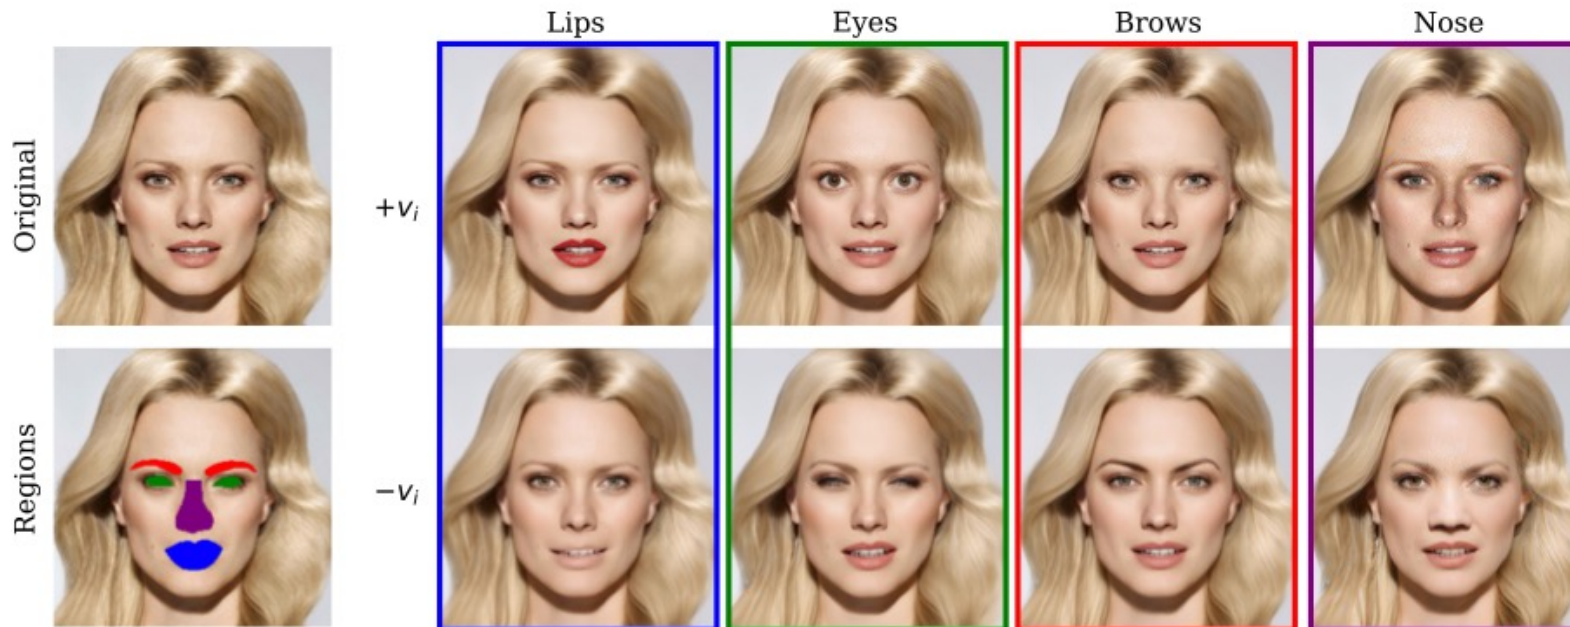 Lips Eyes Brows Nose
Original
+v_i
Regions
−v_i